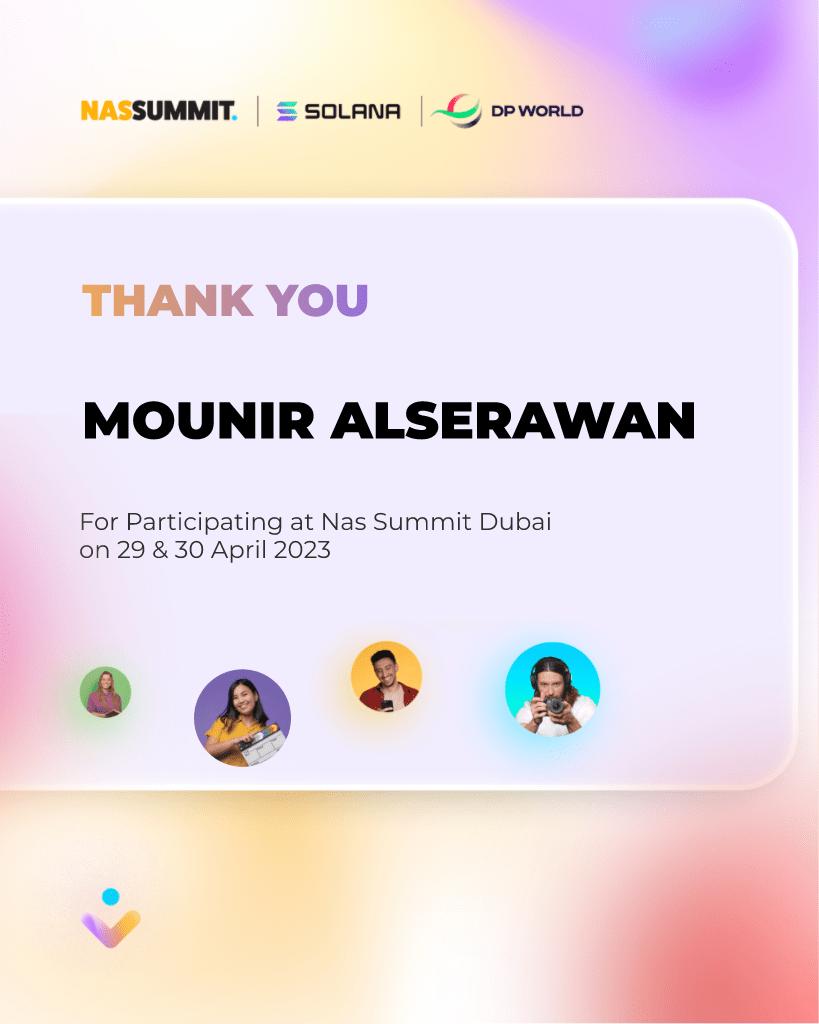 NASSUMMIT. SOLANA DP WORLD
THANK YOU
MOUNIR ALSERAWAN
For Participating at Nas Summit Dubai
on 29 & 30 April 2023